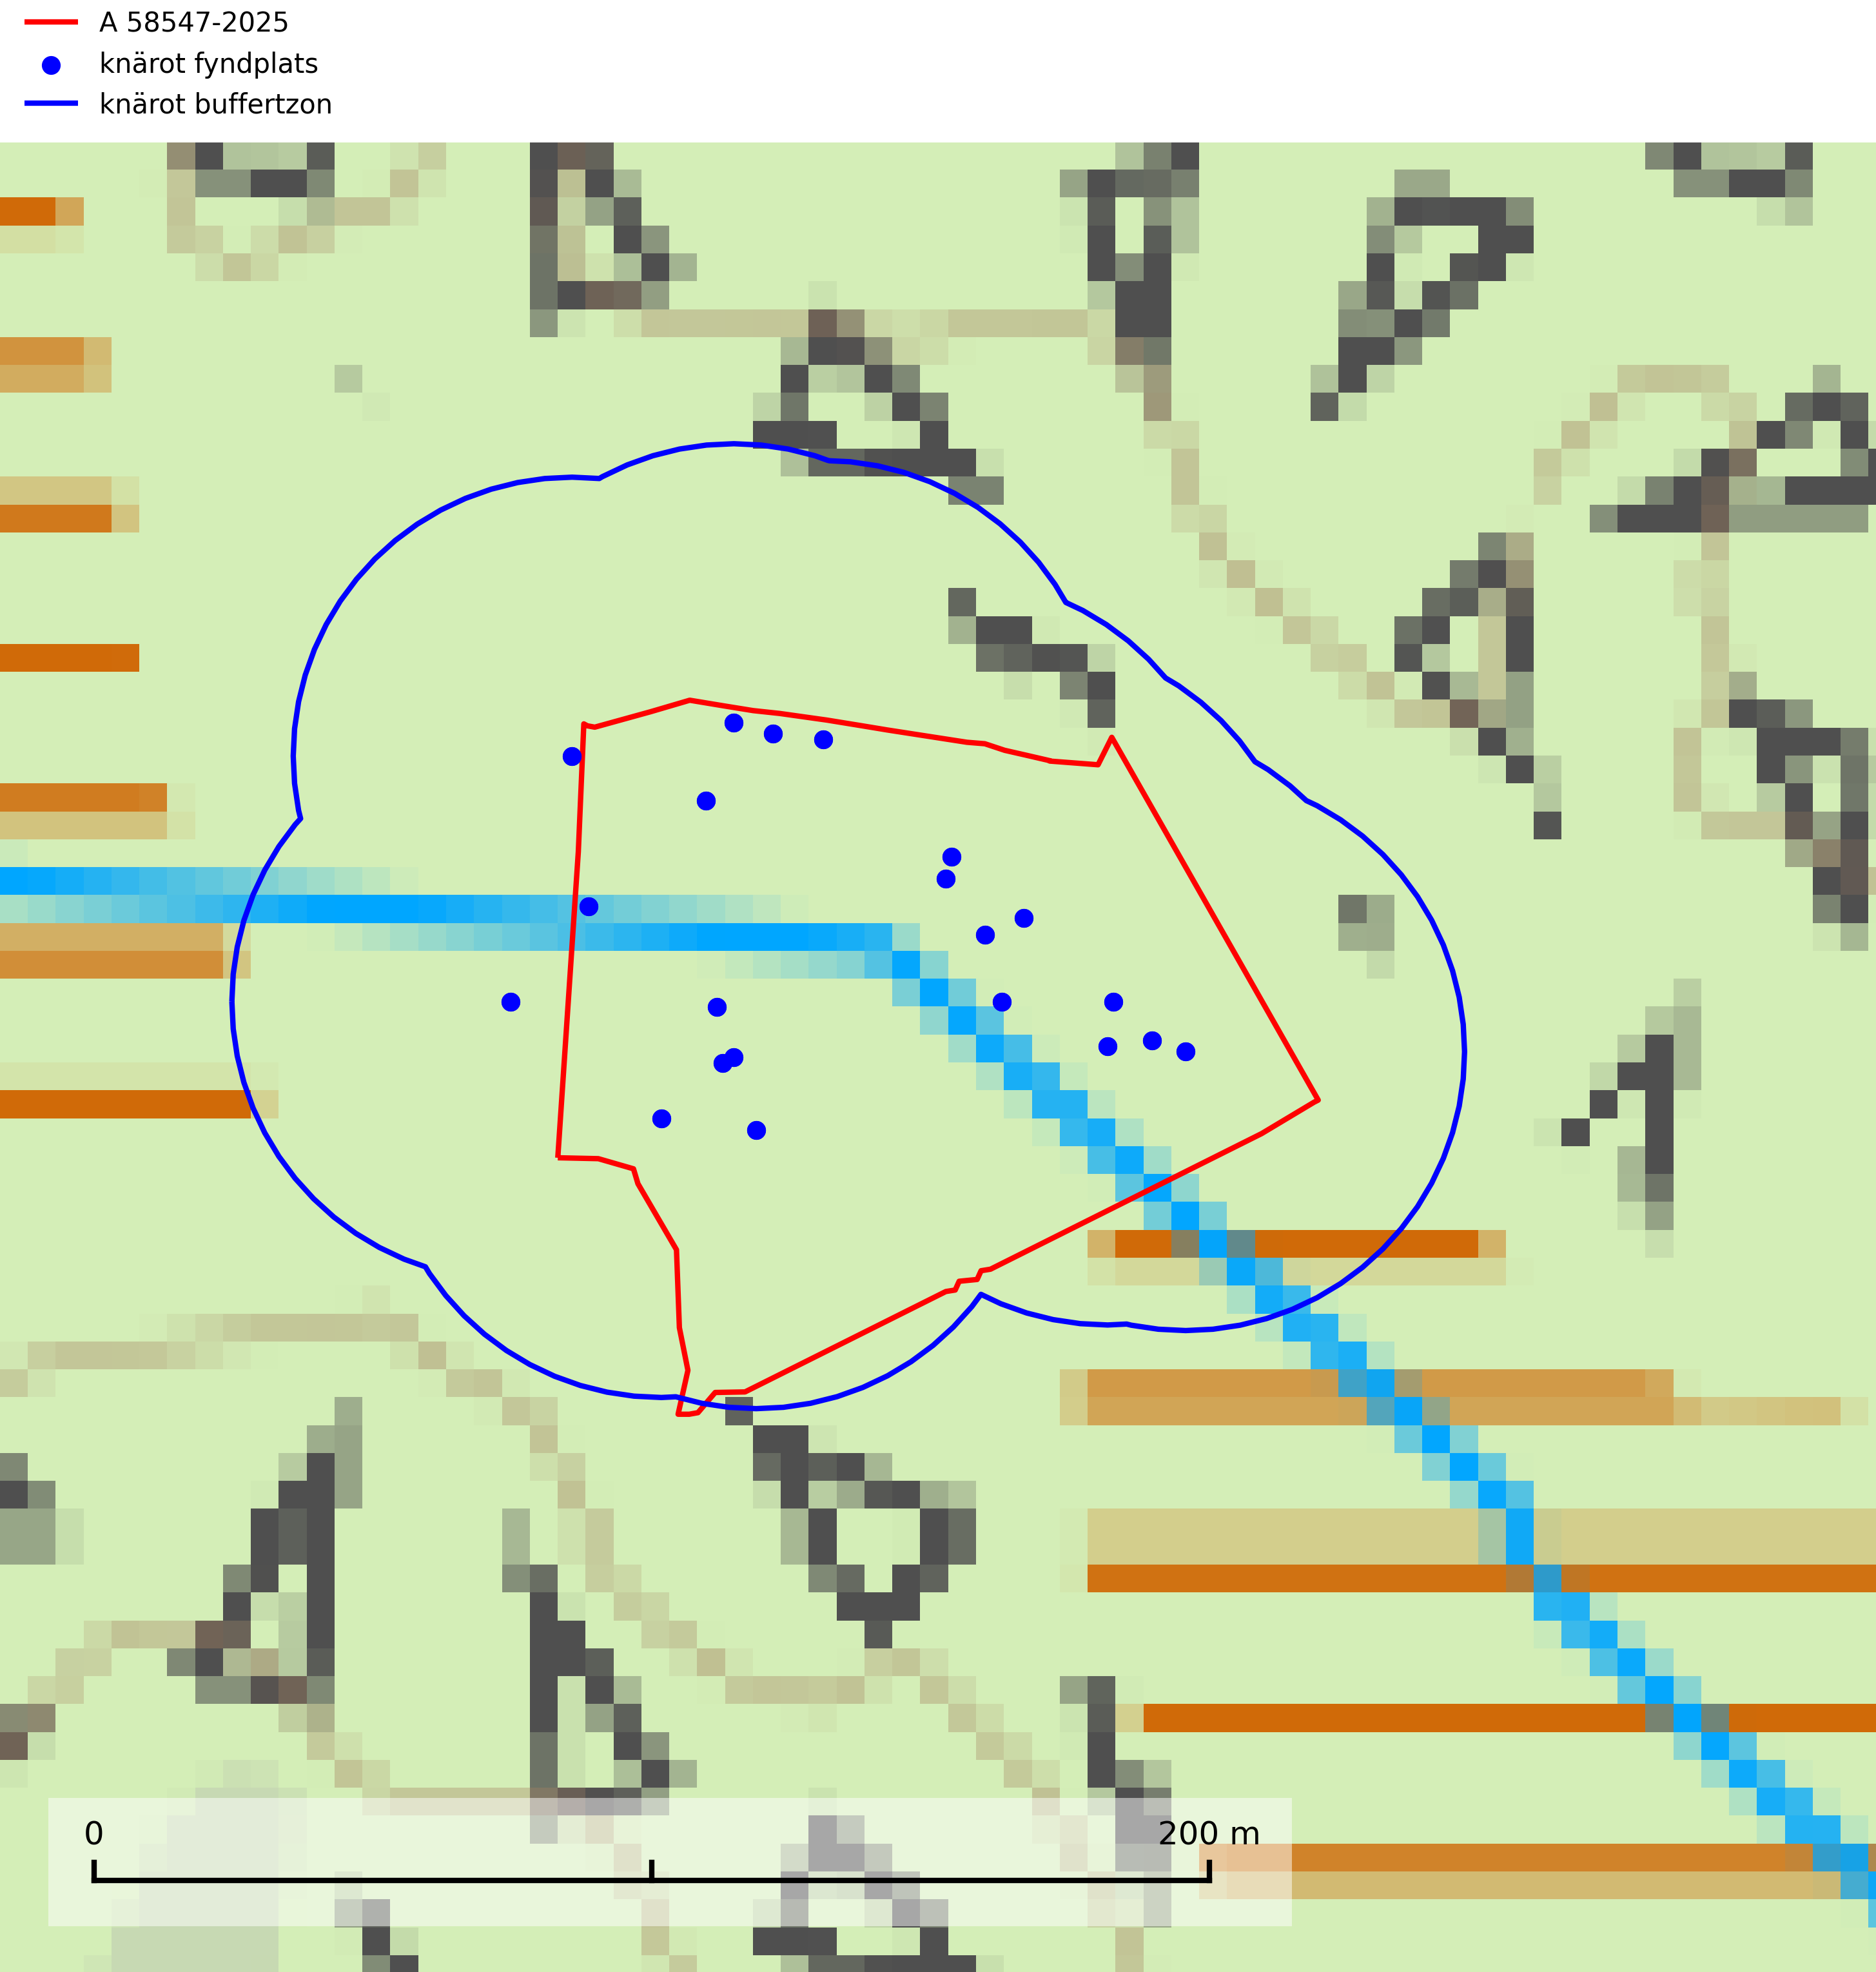 A 58547-2025
knärot fyndplats
knärot buffertzon
0 200 m